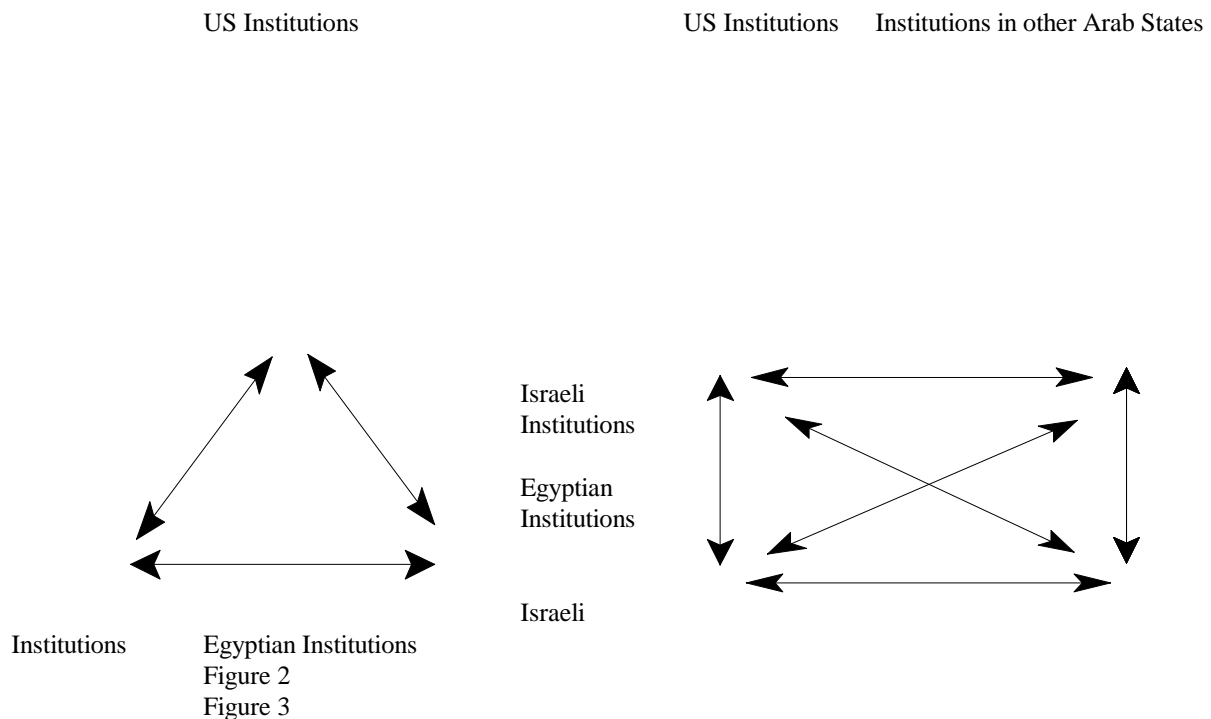 US Institutions
US Institutions Institutions in other Arab States
Israeli
Institutions
Egyptian
Institutions
Israeli
Institutions Egyptian Institutions
Figure 2
Figure 3